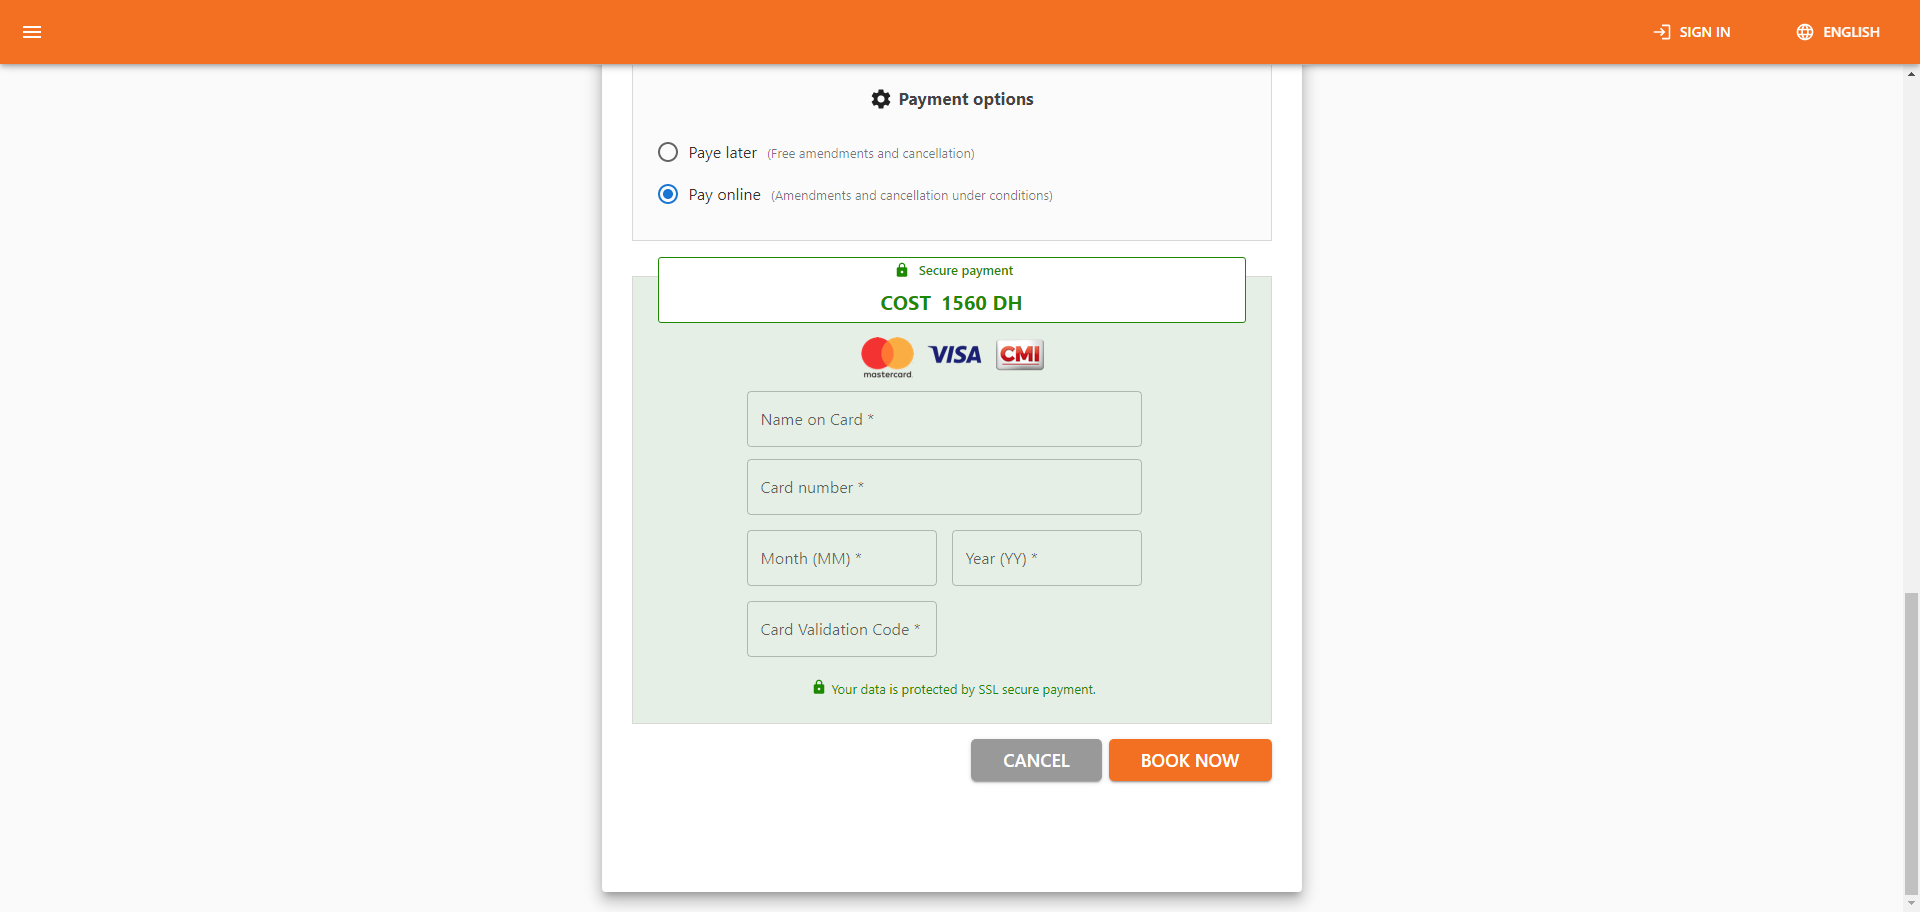 SIGN IN
ENGLISH
Payment options
Paye later (Free amendments and cancellation)
Pay online (Amendments and cancellation under conditions)
Secure payment
COST 1560 DH
mastercard. VISA CMI
Name on Card *
Card number *
Month (MM) * Year (YY) *
Card Validation Code *
Your data is protected by SSL secure payment.
CANCEL BOOK NOW